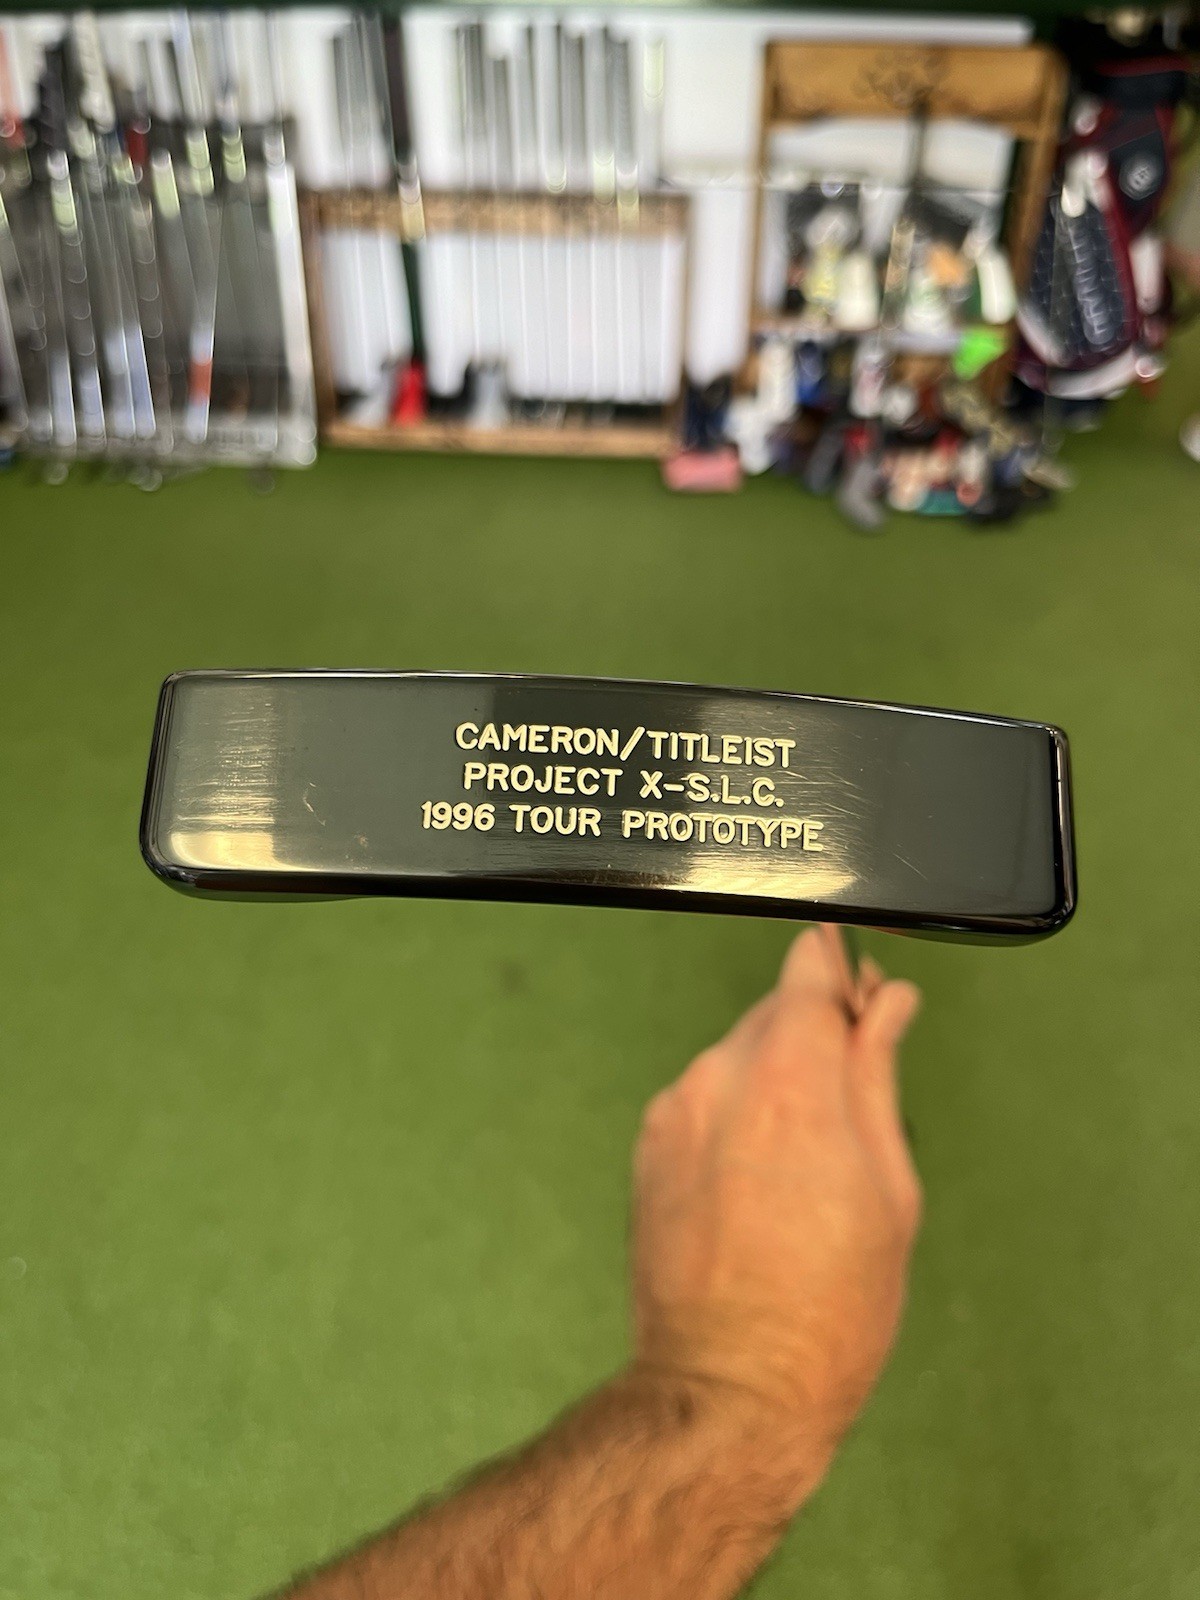 CAMERON/TITLEIST
PROJECT X-S.L.C.
1996 TOUR PROTOTYPE